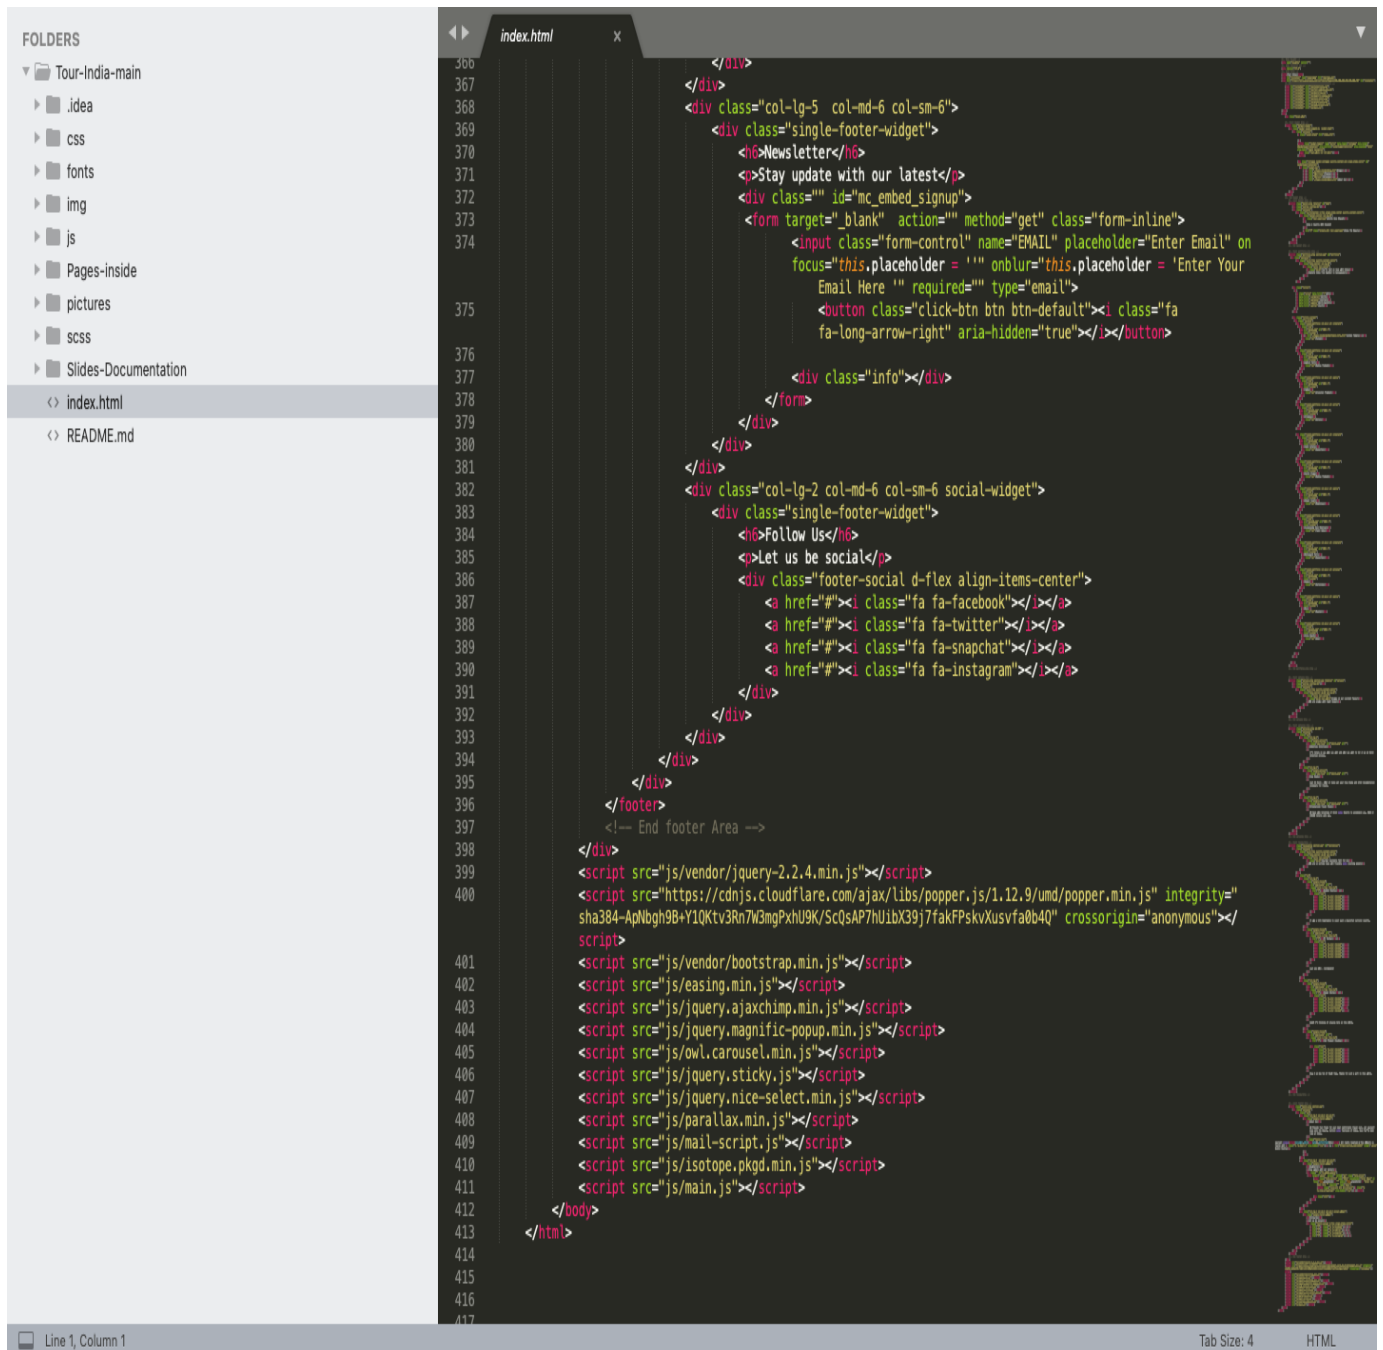 FOLDERS
Tour-India-main
.idea
css
fonts
img
js
Pages-inside
pictures
scss
Slides-Documentation
<> index.html
<> README.md
index.html x
366 </div>
367 </div>
368 <div class="col-lg-5  col-md-6 col-sm-6">
369 <div class="single-footer-widget">
370 <h6>Newsletter</h6>
371 <p>Stay update with our latest</p>
372 <div class="" id="mc_embed_signup">
373 <form target="_blank"  action="" method="get" class="form-inline">
374 <input class="form-control" name="EMAIL" placeholder="Enter Email" on
focus="this.placeholder = ''" onblur="this.placeholder = 'Enter Your
Email Here '" required="" type="email">
375 <button class="click-btn btn btn-default"><i class="fa
fa-long-arrow-right" aria-hidden="true"></i></button>
376
377 <div class="info"></div>
378 </form>
379 </div>
380 </div>
381 </div>
382 <div class="col-lg-2 col-md-6 col-sm-6 social-widget">
383 <div class="single-footer-widget">
384 <h6>Follow Us</h6>
385 <p>Let us be social</p>
386 <div class="footer-social d-flex align-items-center">
387 <a href="#"><i class="fa fa-facebook"></i></a>
388 <a href="#"><i class="fa fa-twitter"></i></a>
389 <a href="#"><i class="fa fa-snapchat"></i></a>
390 <a href="#"><i class="fa fa-instagram"></i></a>
391 </div>
392 </div>
393 </div>
394 </div>
395 </div>
396 </footer>
397 <!-- End footer Area -->
398 </div>
399 <script src="js/vendor/jquery-2.2.4.min.js"></script>
400 <script src="https://cdnjs.cloudflare.com/ajax/libs/popper.js/1.12.9/umd/popper.min.js" integrity="
sha384-ApNbgh9B+Y1QKtv3Rn7W3mgPxhU9K/ScQsAP7hUibX39j7fakFPskvXusvfa0b4Q" crossorigin="anonymous"></
script>
401 <script src="js/vendor/bootstrap.min.js"></script>
402 <script src="js/easing.min.js"></script>
403 <script src="js/jquery.ajaxchimp.min.js"></script>
404 <script src="js/jquery.magnific-popup.min.js"></script>
405 <script src="js/owl.carousel.min.js"></script>
406 <script src="js/jquery.sticky.js"></script>
407 <script src="js/jquery.nice-select.min.js"></script>
408 <script src="js/parallax.min.js"></script>
409 <script src="js/mail-script.js"></script>
410 <script src="js/isotope.pkgd.min.js"></script>
411 <script src="js/main.js"></script>
412 </body>
413 </html>
414
415
416
417
Line 1, Column 1
Tab Size: 4 HTML